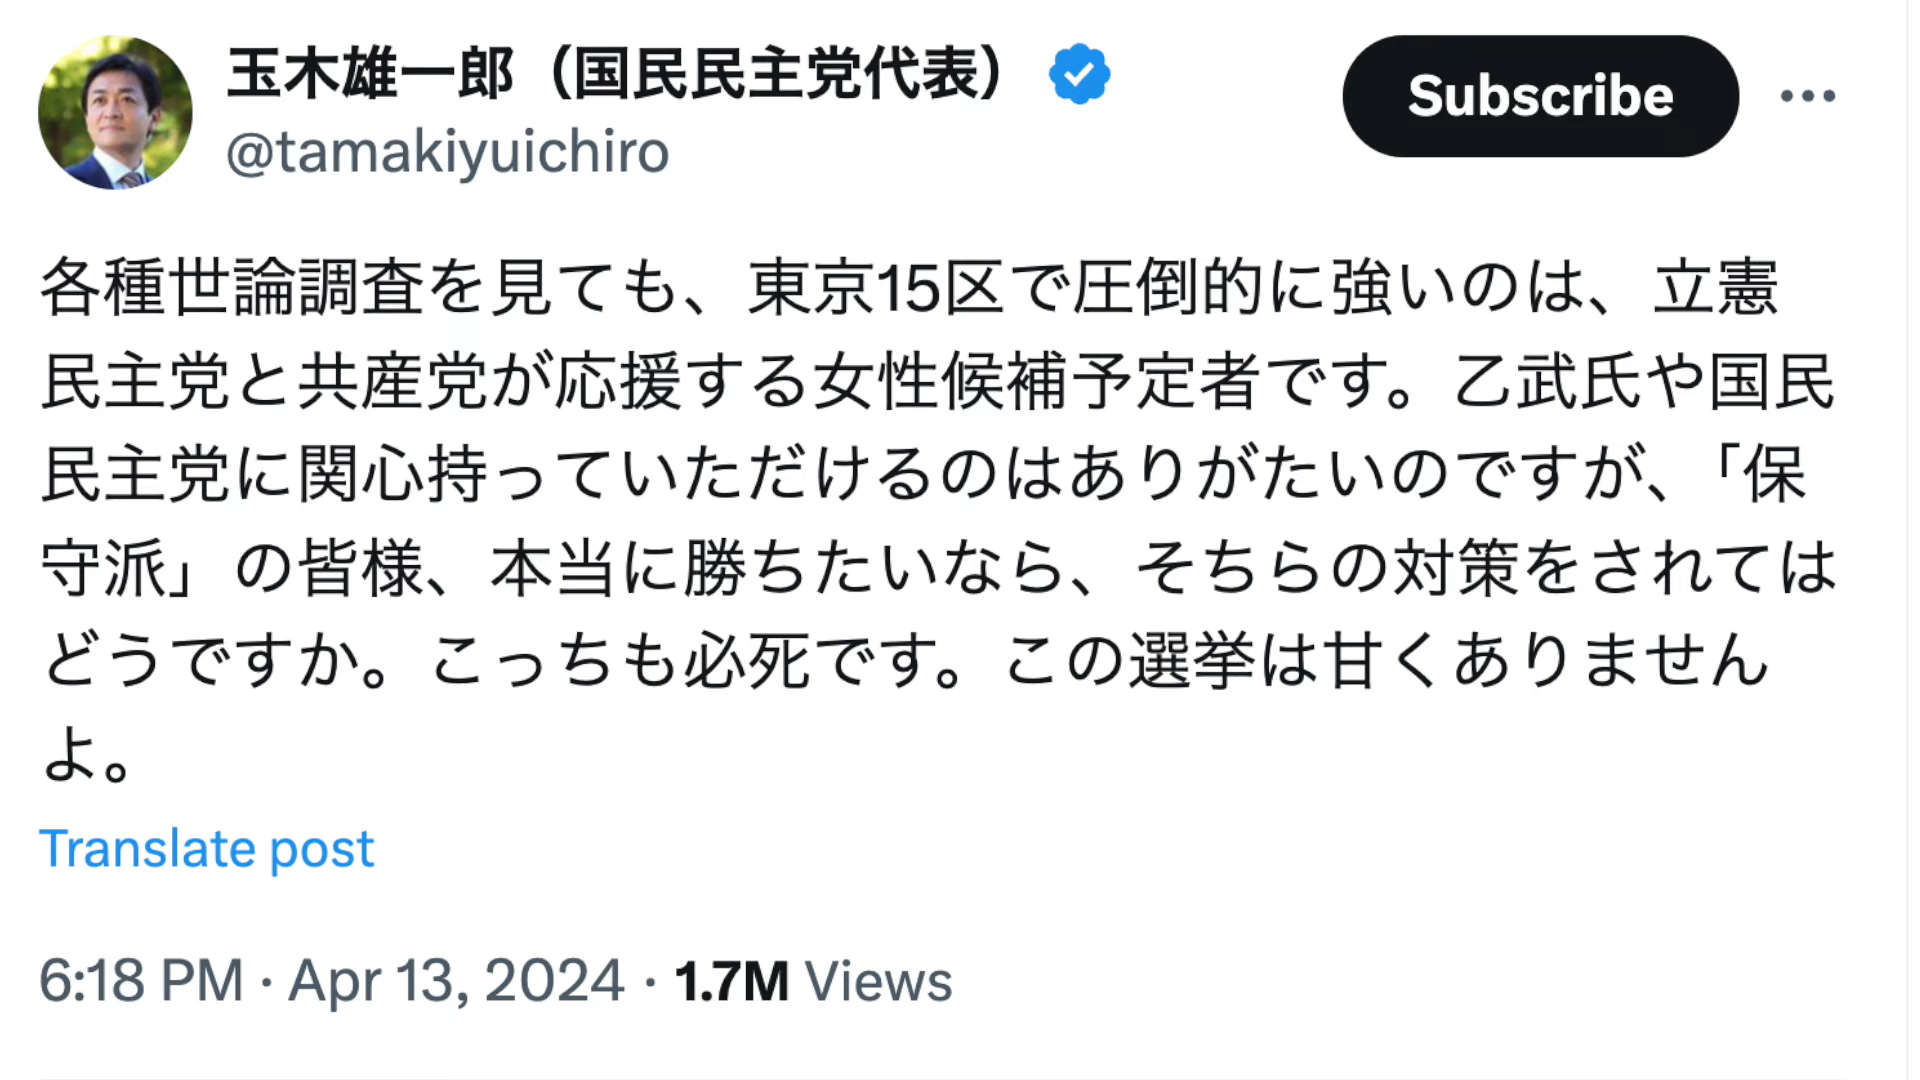 玉木雄一郎（国民民主党代表）
Subscribe
@tamakiyuichiro
各種世論調査を見ても、東京15区で圧倒的に強いのは、立憲
民主党と共産党が応援する女性候補予定者です。乙武氏や国民
民主党に関心持っていただけるのはありがたいのですが、「保
守派」の皆様、本当に勝ちたいなら、そちらの対策をされては
どうですか。こっちも必死です。この選挙は甘くありません
よ。
Translate post
6:18 PM · Apr 13, 2024 · 1.7M Views